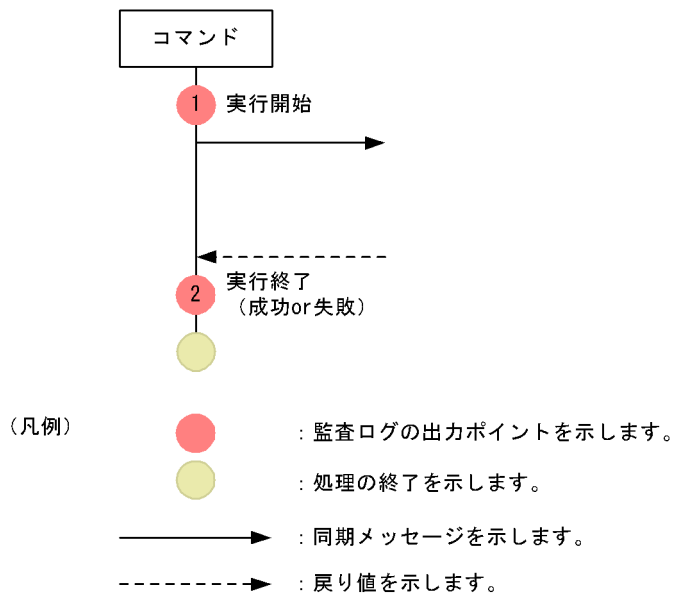 コマンド
1 実行開始
2 実行終了
（成功or失敗）
（凡例）
：監査ログの出力ポイントを示します。
：処理の終了を示します。
：同期メッセージを示します。
：戻り値を示します。